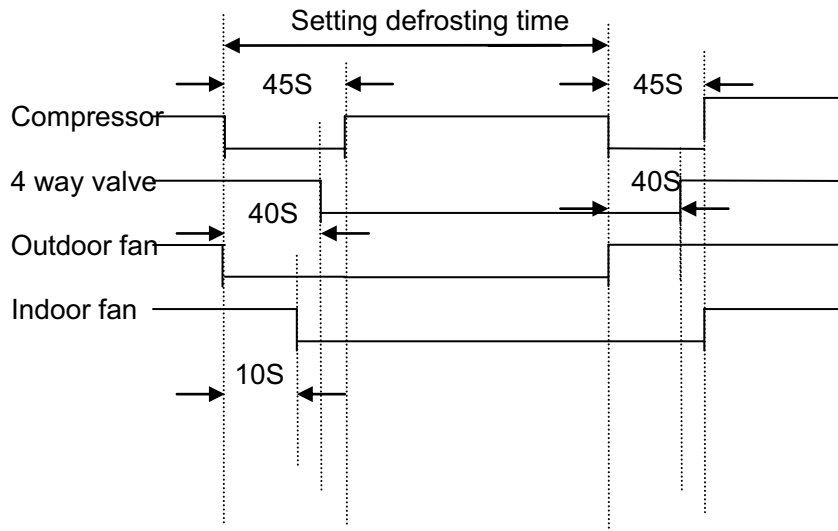 Setting defrosting time
45S 45S
Compressor
4 way valve 40S
40S
Outdoor fan
Indoor fan
10S